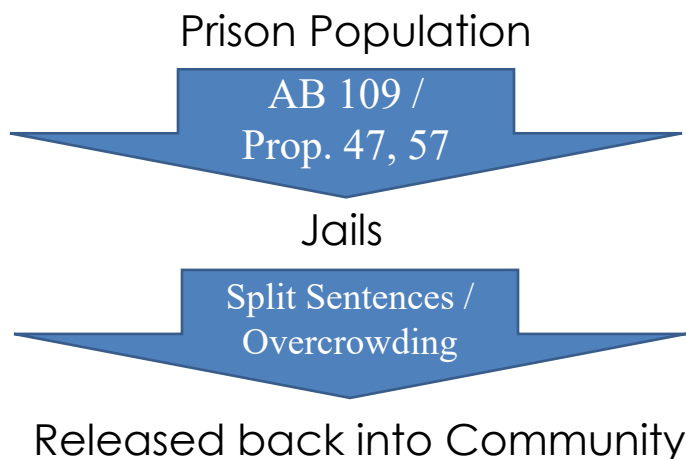 Prison Population
AB 109 /
Prop. 47, 57
Jails
Split Sentences /
Overcrowding
Released back into Community